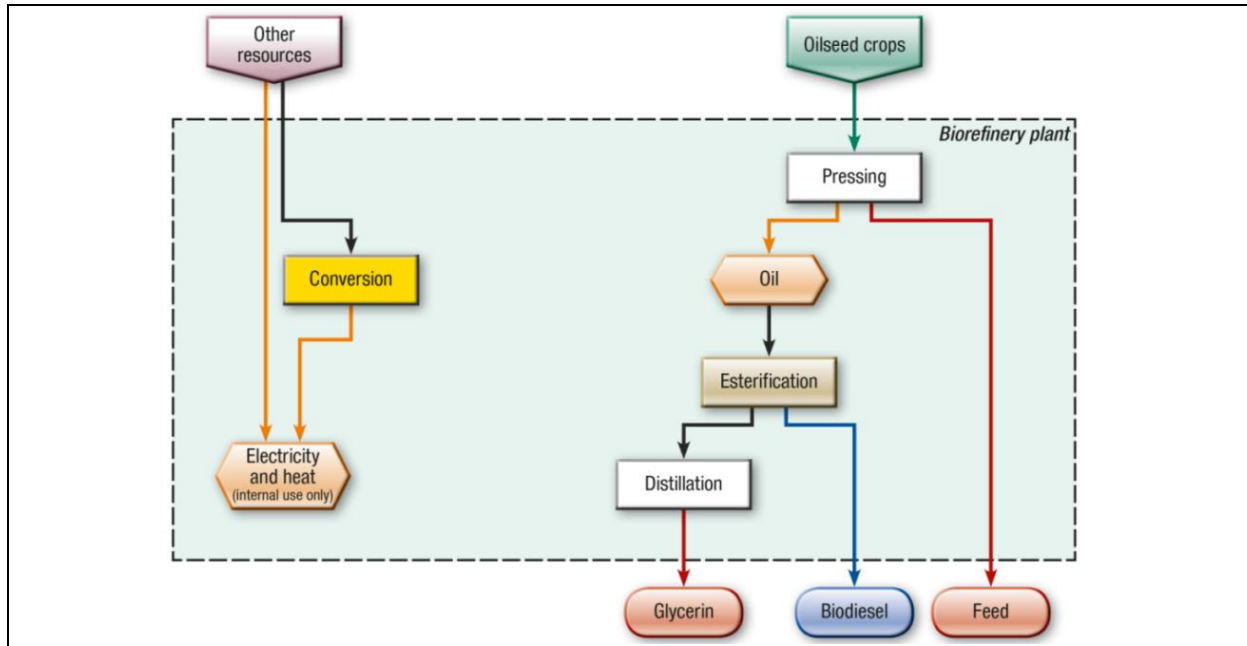 Other
resources
Oilseed crops
Biorefinery plant
Pressing
Conversion
Oil
Esterification
Electricity
and heat
(internal use only)
Distillation
Glycerin
Biodiesel
Feed